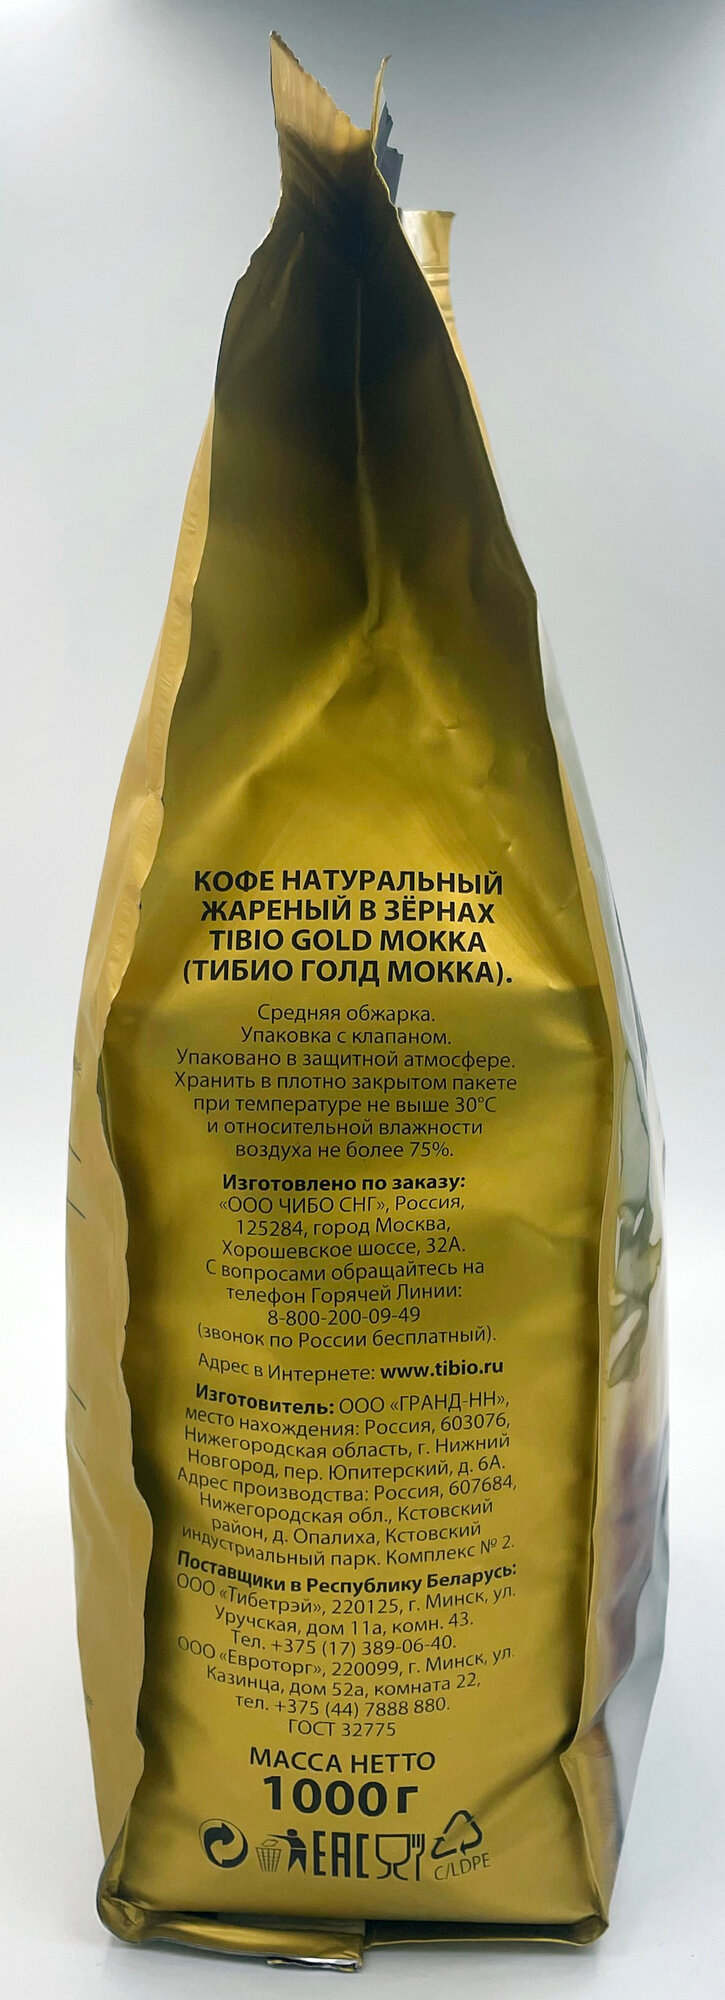 КОФЕ НАТУРАЛЬНЫЙ
ЖАРЕНЫЙ В ЗЁРНАХ
TIBIO GOLD МОККА
(ТИБИО ГОЛД МОККА).
Средняя обжарка.
Упаковка с клапаном.
Упаковано в защитной атмосфере.
Хранить в плотно закрытом пакете
при температуре не выше 30°С
и относительной влажности
воздуха не более 75%.
Изготовлено по заказу:
«ООО ЧИБО СНГ», Россия,
125284, город Москва,
Хорошевское шоссе, 32А.
С вопросами обращайтесь на
телефон Горячей Линии:
8-800-200-09-49
(звонок по России бесплатный).
Адрес в Интернете: www.tibio.ru
Изготовитель: ООО «ГРАНД-НН»,
место нахождения: Россия, 603076,
Нижегородская область, г. Нижний
Новгород, пер. Юпитерский, д. 6А.
Адрес производства: Россия, 607684,
Нижегородская обл., Кстовский
район, д. Опалиха, Кстовский
индустриальный парк. Комплекс № 2.
Поставщики в Республику Беларусь:
ООО «Тибетрэй», 220125, г. Минск, ул.
Уручская, дом 11а, комн. 43.
Тел. +375 (17) 389-06-40.
ООО «Евроторг», 220099, г. Минск, ул.
Казинца, дом 52а, комната 22,
тел. +375 (44) 7888 880.
ГОСТ 32775
МАССА НЕТТО
1000 г
EAC
C/LDPE